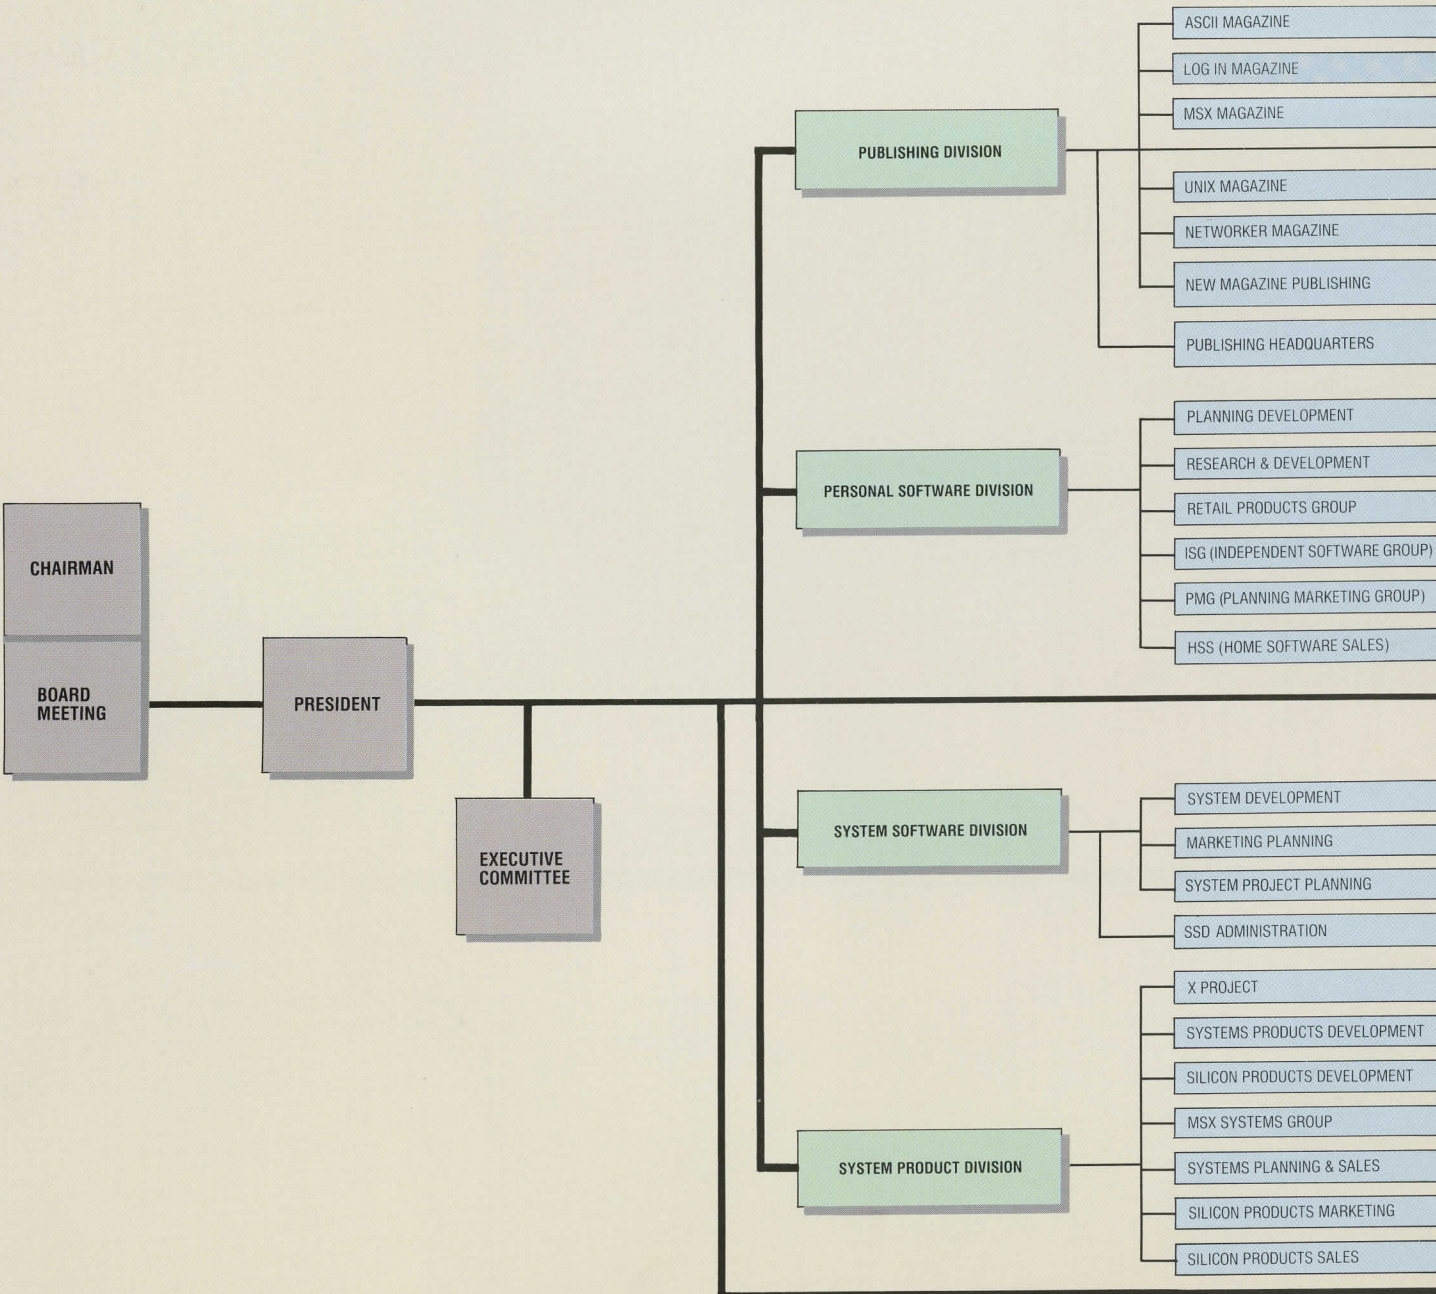 CHAIRMAN
BOARD
MEETING
PRESIDENT
EXECUTIVE
COMMITTEE
PUBLISHING DIVISION
ASCII MAGAZINE
LOG IN MAGAZINE
MSX MAGAZINE
UNIX MAGAZINE
NETWORKER MAGAZINE
NEW MAGAZINE PUBLISHING
PUBLISHING HEADQUARTERS
PERSONAL SOFTWARE DIVISION
PLANNING DEVELOPMENT
RESEARCH & DEVELOPMENT
RETAIL PRODUCTS GROUP
ISG (INDEPENDENT SOFTWARE GROUP)
PMG (PLANNING MARKETING GROUP)
HSS (HOME SOFTWARE SALES)
SYSTEM SOFTWARE DIVISION
SYSTEM DEVELOPMENT
MARKETING PLANNING
SYSTEM PROJECT PLANNING
SSD ADMINISTRATION
SYSTEM PRODUCT DIVISION
X PROJECT
SYSTEMS PRODUCTS DEVELOPMENT
SILICON PRODUCTS DEVELOPMENT
MSX SYSTEMS GROUP
SYSTEMS PLANNING & SALES
SILICON PRODUCTS MARKETING
SILICON PRODUCTS SALES